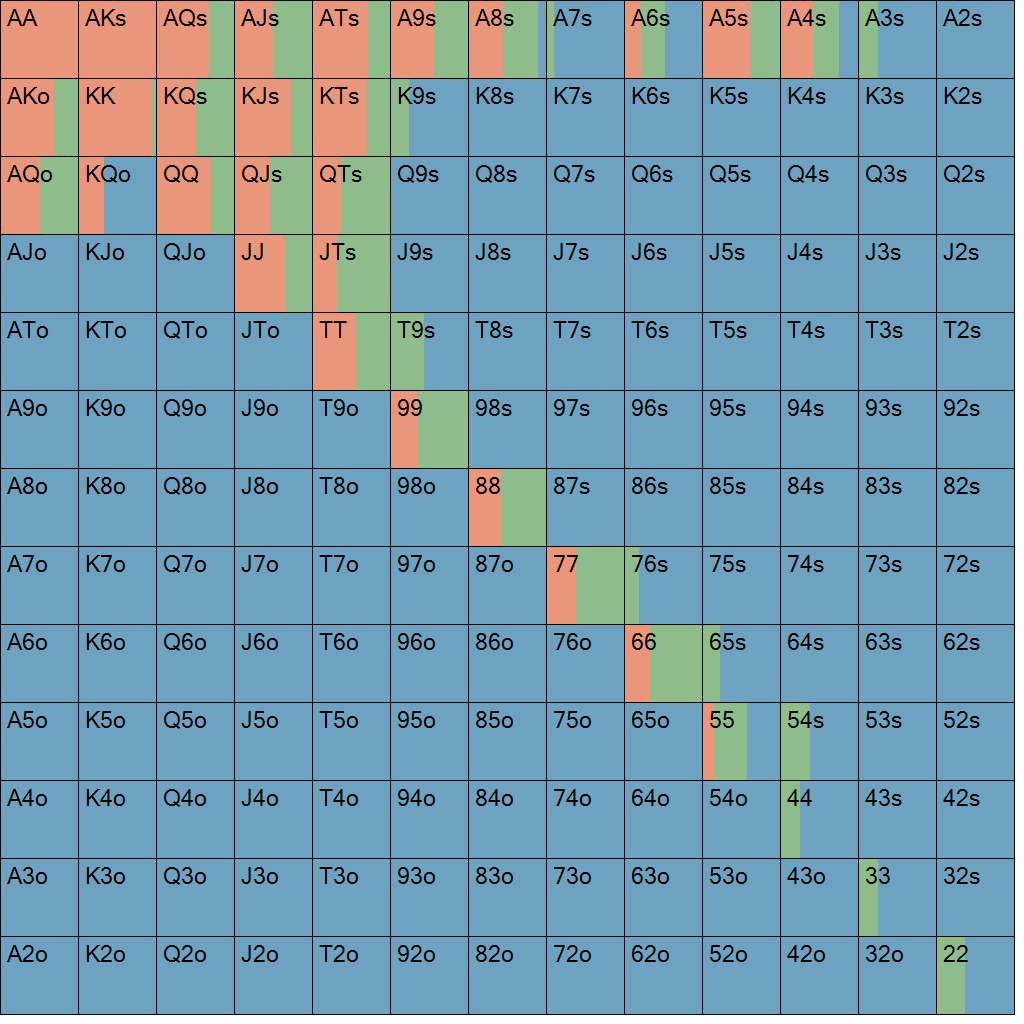 AA AKs AQs AJs ATs A9s A8s A7s A6s A5s A4s A3s A2s
AKo KK KQs KJs KTs K9s K8s K7s K6s K5s K4s K3s K2s
AQo KQo QQ QJs QTs Q9s Q8s Q7s Q6s Q5s Q4s Q3s Q2s
AJo KJo QJo JJ JTs J9s J8s J7s J6s J5s J4s J3s J2s
ATo KTo QTo JTo TT T9s T8s T7s T6s T5s T4s T3s T2s
A9o K9o Q9o J9o T9o 99 98s 97s 96s 95s 94s 93s 92s
A8o K8o Q8o J8o T8o 98o 88 87s 86s 85s 84s 83s 82s
A7o K7o Q7o J7o T7o 97o 87o 77 76s 75s 74s 73s 72s
A6o K6o Q6o J6o T6o 96o 86o 76o 66 65s 64s 63s 62s
A5o K5o Q5o J5o T5o 95o 85o 75o 65o 55 54s 53s 52s
A4o K4o Q4o J4o T4o 94o 84o 74o 64o 54o 44 43s 42s
A3o K3o Q3o J3o T3o 93o 83o 73o 63o 53o 43o 33 32s
A2o K2o Q2o J2o T2o 92o 82o 72o 62o 52o 42o 32o 22